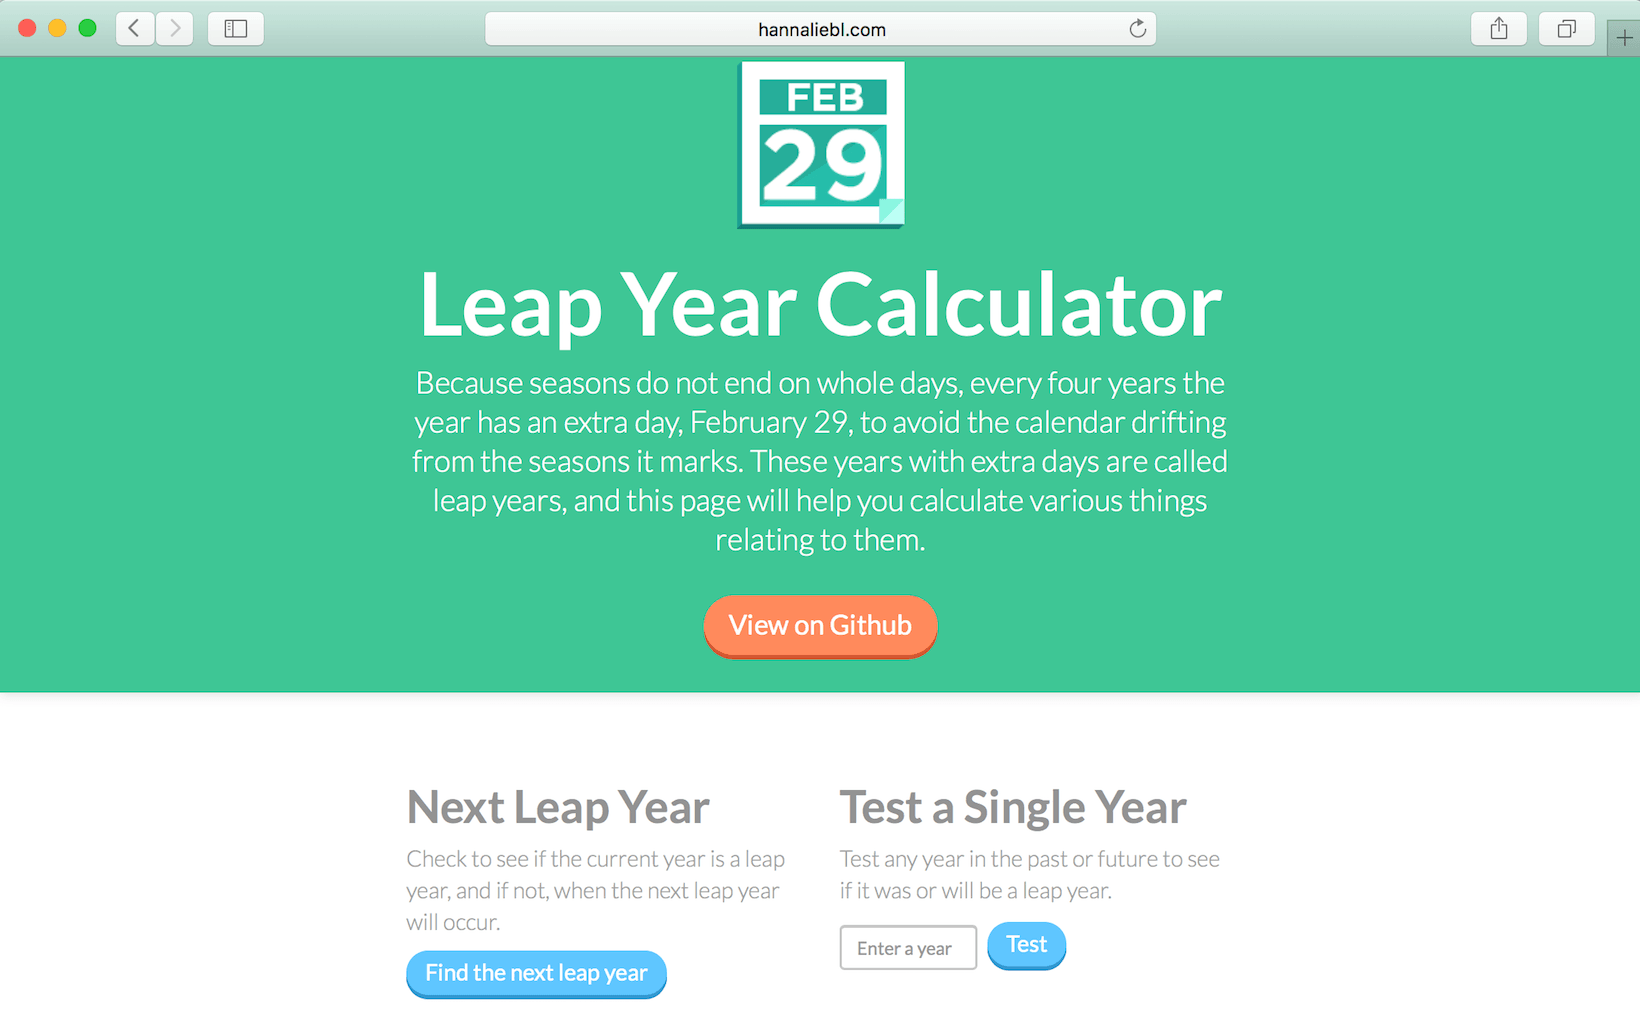 hannaliebl.com
FEB
29
Leap Year Calculator
Because seasons do not end on whole days, every four years the
year has an extra day, February 29, to avoid the calendar drifting
from the seasons it marks. These years with extra days are called
leap years, and this page will help you calculate various things
relating to them.
View on Github
Next Leap Year
Check to see if the current year is a leap
year, and if not, when the next leap year
will occur.
Find the next leap year
Test a Single Year
Test any year in the past or future to see
if it was or will be a leap year.
Enter a year
Test